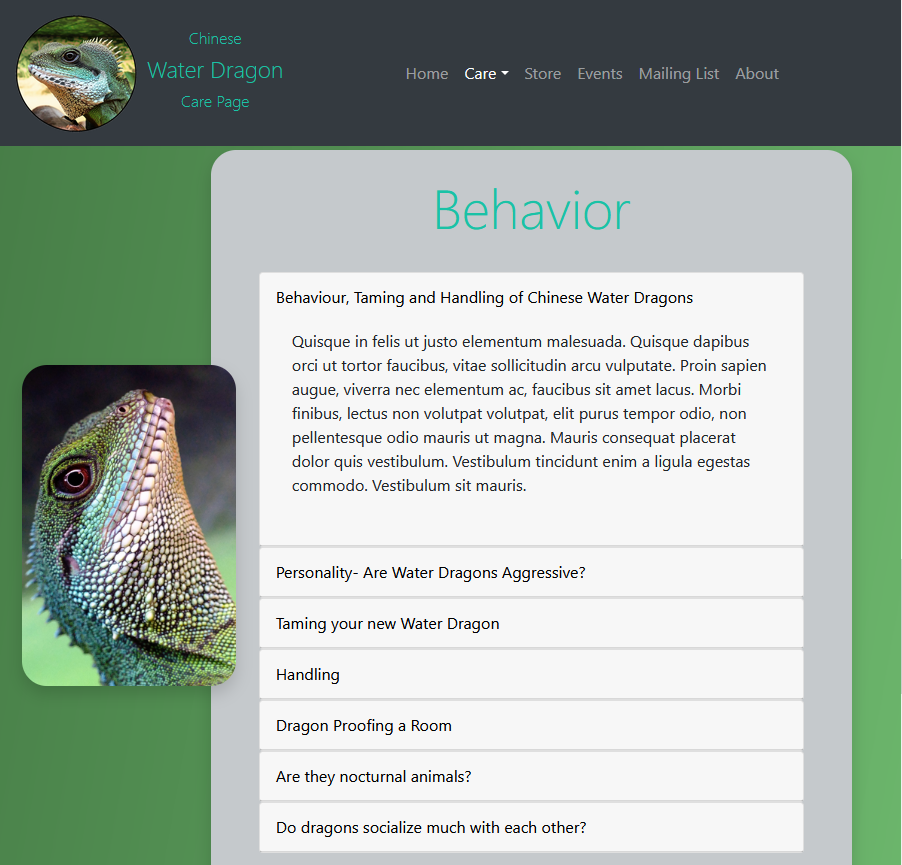 Chinese
Water Dragon
Care Page
Home Care Store Events Mailing List About
Behavior
Behaviour, Taming and Handling of Chinese Water Dragons
Quisque in felis ut justo elementum malesuada. Quisque dapibus
orci ut tortor faucibus, vitae sollicitudin arcu vulputate. Proin sapien
augue, viverra nec elementum ac, faucibus sit amet lacus. Morbi
finibus, lectus non volutpat volutpat, elit purus tempor odio, non
pellentesque odio mauris ut magna. Mauris consequat placerat
dolor quis vestibulum. Vestibulum tincidunt enim a ligula egestas
commodo. Vestibulum sit mauris.
Personality- Are Water Dragons Aggressive?
Taming your new Water Dragon
Handling
Dragon Proofing a Room
Are they nocturnal animals?
Do dragons socialize much with each other?